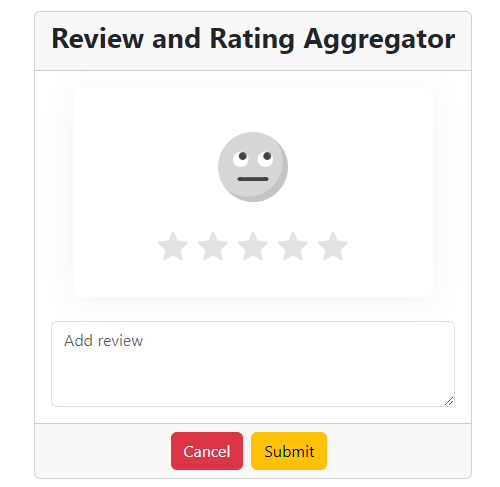 Review and Rating Aggregator
Add review
Cancel
Submit